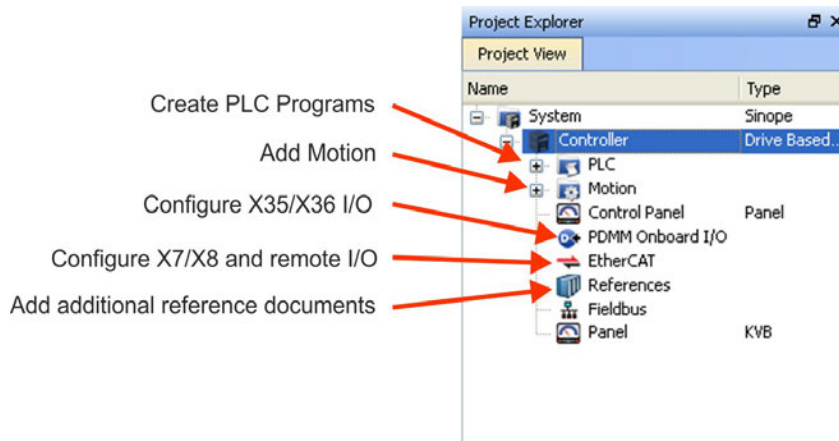 Project Explorer
Project View
Name Type
System Sinope
Controller Drive Based..
Create PLC Programs PLC
Add Motion Motion
Control Panel Panel
Configure X35/X36 I/O PDMM Onboard I/O
Configure X7/X8 and remote I/O EtherCAT
Add additional reference documents References
Fieldbus
Panel KVB